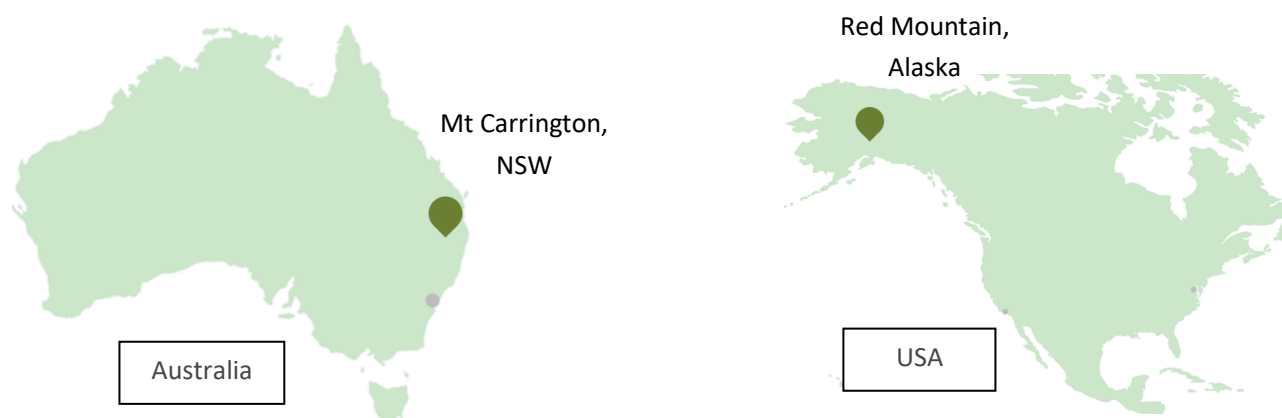 Mt Carrington,
NSW
Australia
Red Mountain,
Alaska
USA